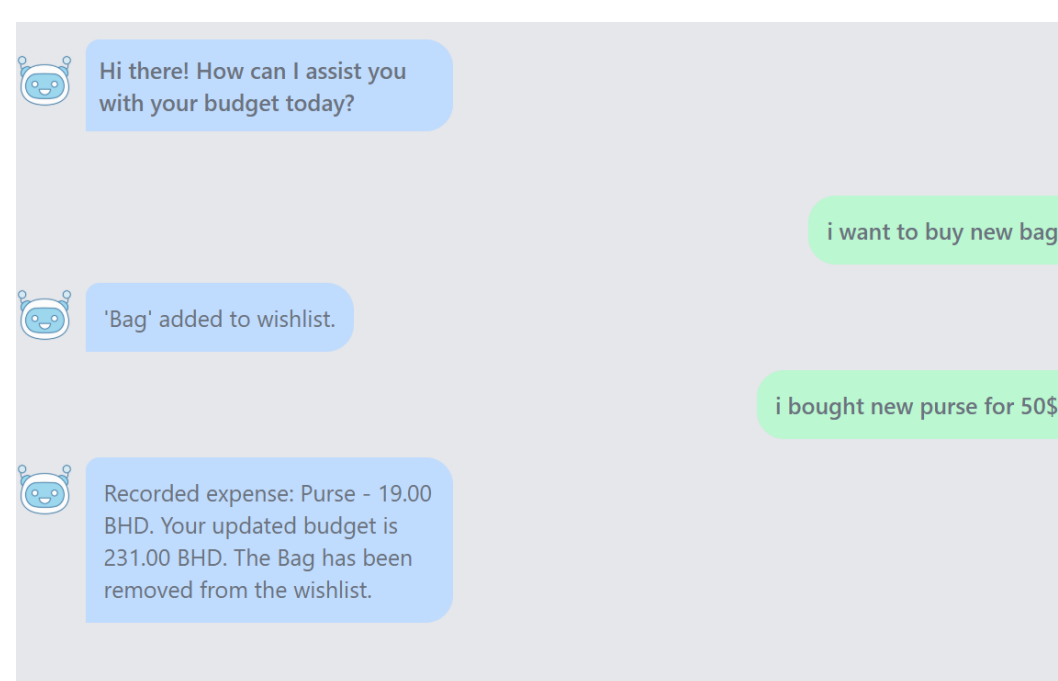 Hi there! How can I assist you
with your budget today?
i want to buy new bag
'Bag' added to wishlist.
i bought new purse for 50$
Recorded expense: Purse - 19.00
BHD. Your updated budget is
231.00 BHD. The Bag has been
removed from the wishlist.